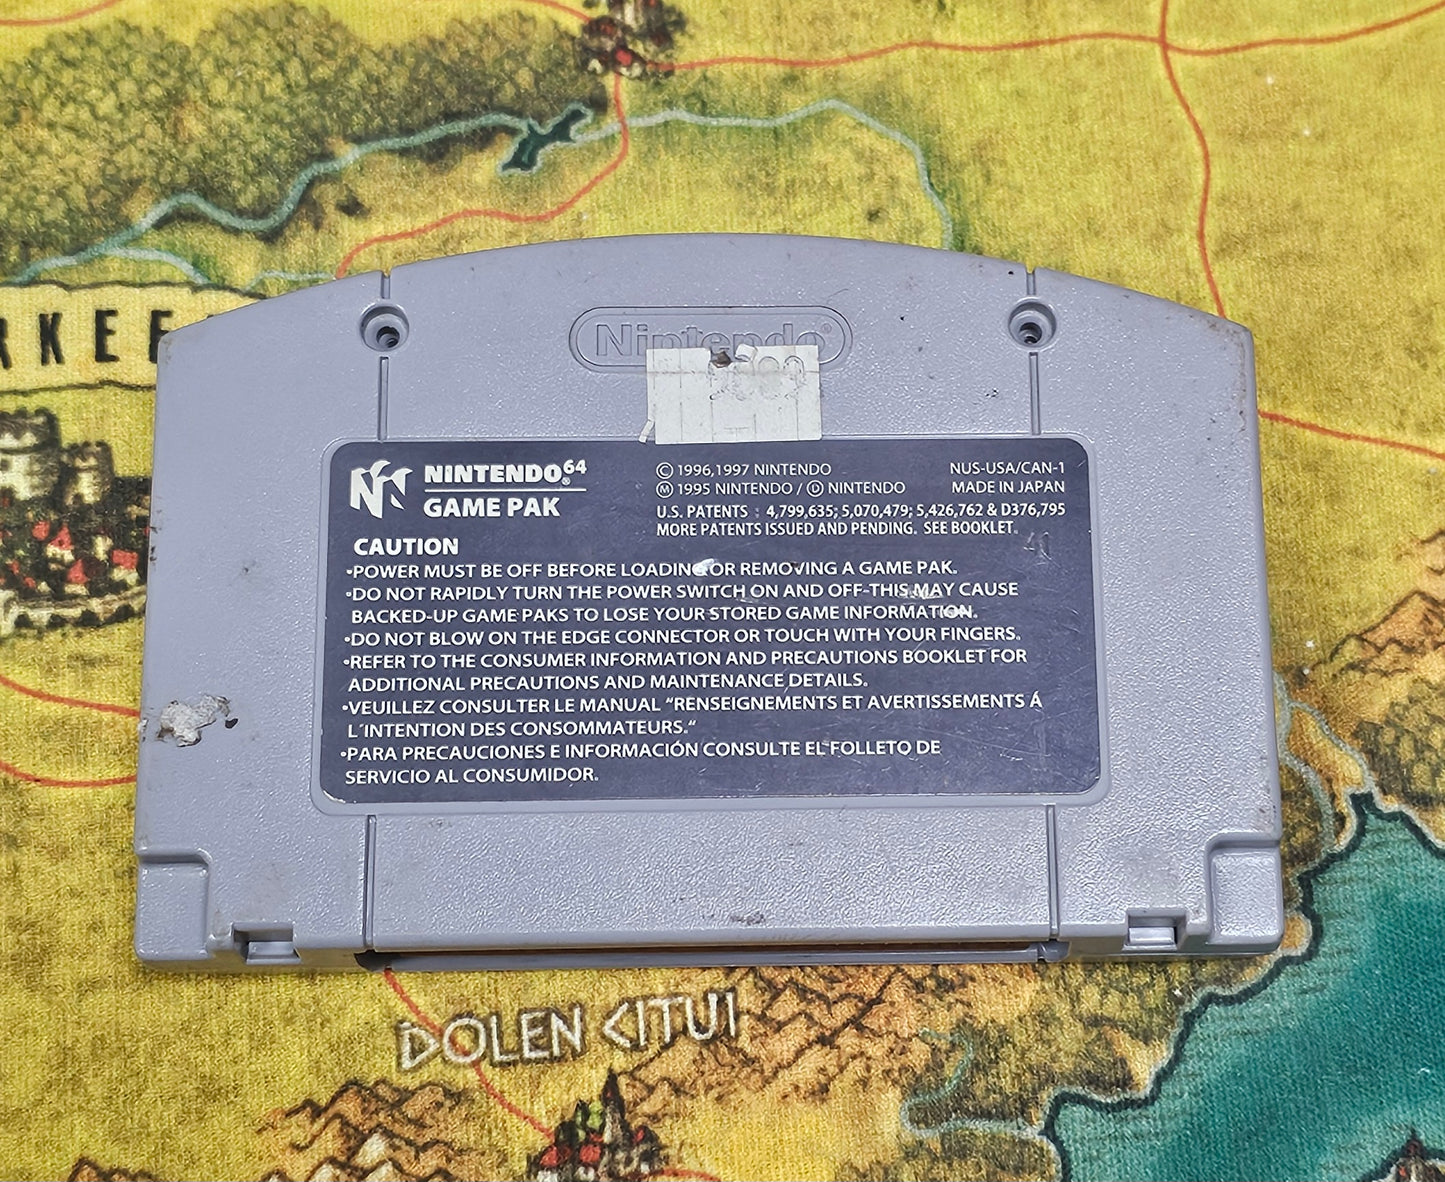 Nintendo®
NINTENDO64®
GAME PAK
© 1996,1997 NINTENDO
Ⓜ 1995 NINTENDO / Ⓓ NINTENDO
NUS-USA/CAN-1
MADE IN JAPAN
U.S. PATENTS : 4,799,635; 5,070,479; 5,426,762 & D376,795
MORE PATENTS ISSUED AND PENDING. SEE BOOKLET.
CAUTION
•POWER MUST BE OFF BEFORE LOADING OR REMOVING A GAME PAK.
•DO NOT RAPIDLY TURN THE POWER SWITCH ON AND OFF-THIS MAY CAUSE
BACKED-UP GAME PAKS TO LOSE YOUR STORED GAME INFORMATION.
•DO NOT BLOW ON THE EDGE CONNECTOR OR TOUCH WITH YOUR FINGERS.
•REFER TO THE CONSUMER INFORMATION AND PRECAUTIONS BOOKLET FOR
ADDITIONAL PRECAUTIONS AND MAINTENANCE DETAILS.
•VEUILLEZ CONSULTER LE MANUAL "RENSEIGNEMENTS ET AVERTISSEMENTS Á
L'INTENTION DES CONSOMMATEURS."
•PARA PRECAUCIONES E INFORMACIÓN CONSULTE EL FOLLETO DE
SERVICIO AL CONSUMIDOR.
DOLEN CITUI